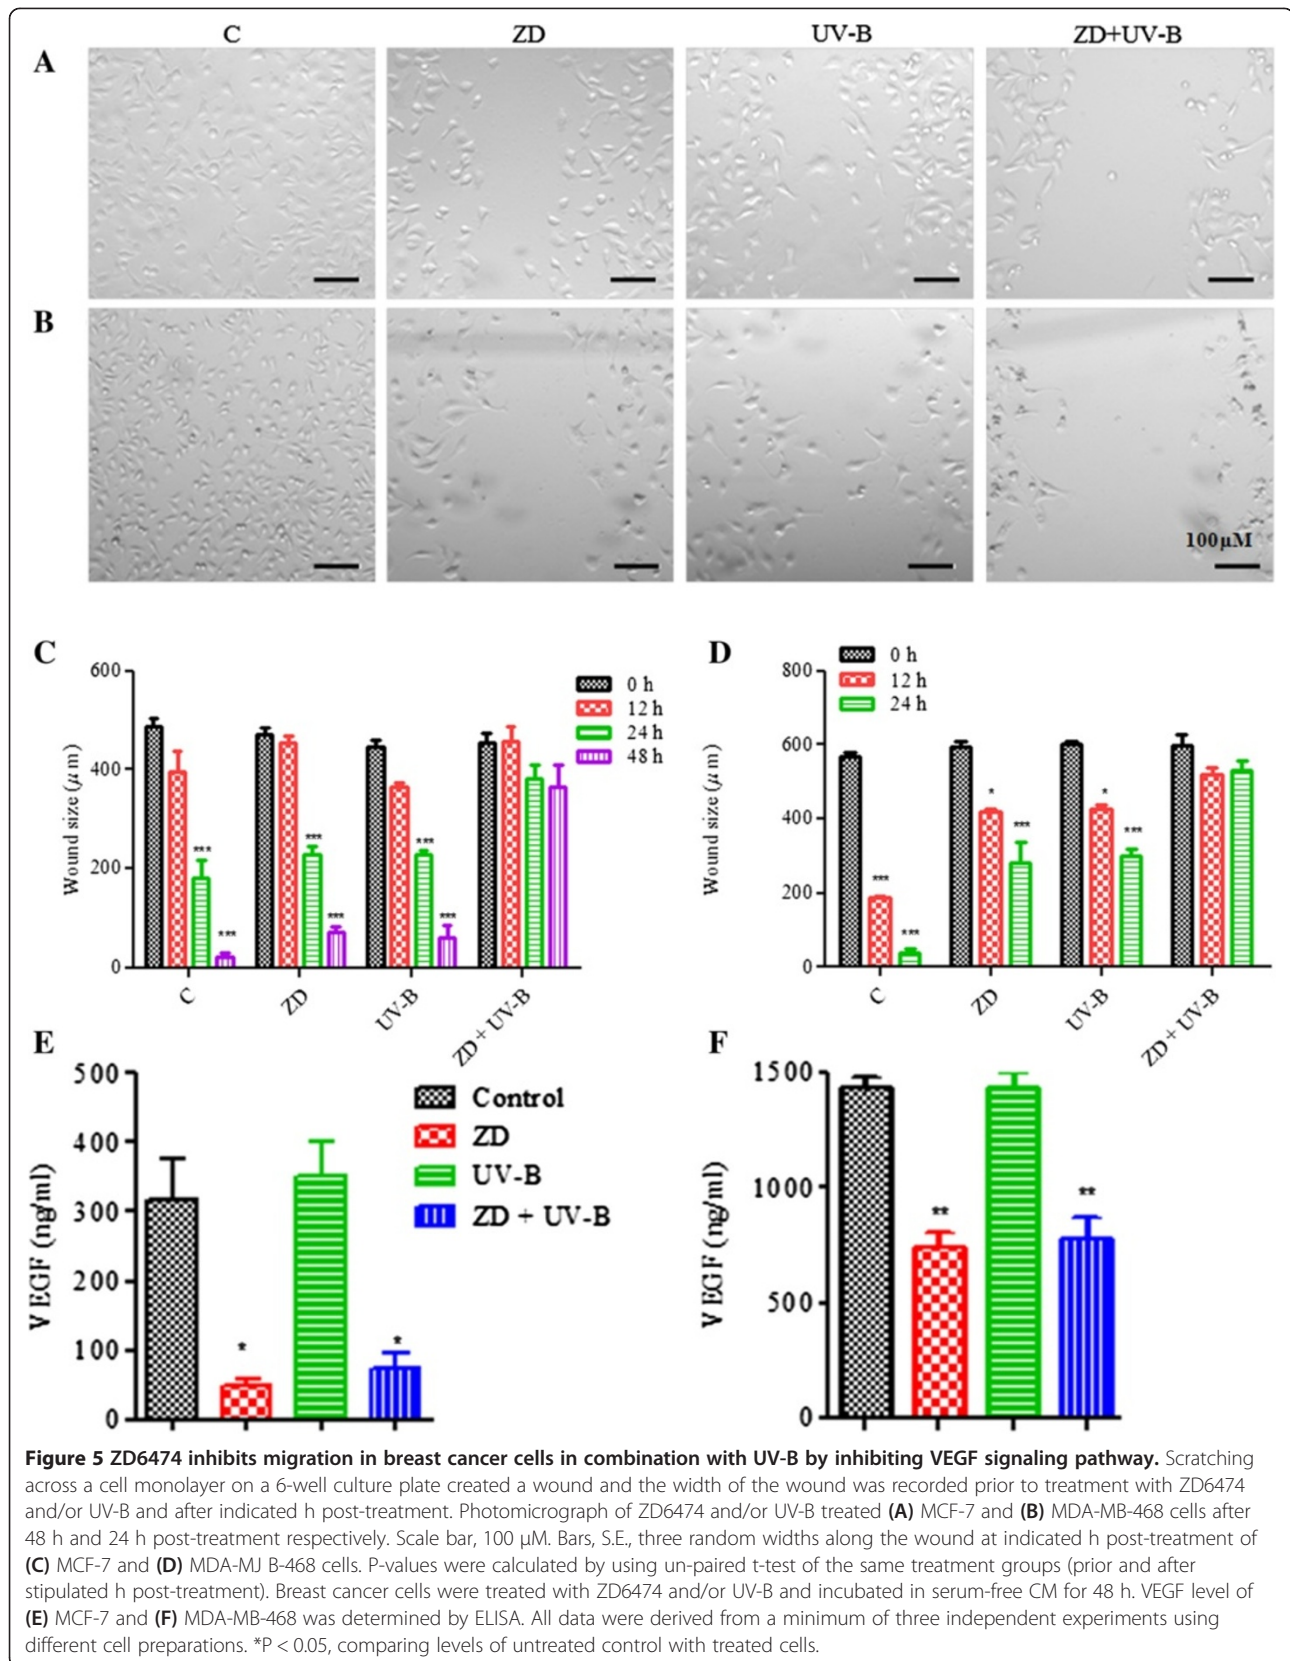 C ZD UV-B ZD+UV-B
A
B
100µM
C
600
400
200
0
Wound size (µm)
0 h
12 h
24 h
48 h
***
***
***
***
***
***
C ZD UV-B ZD + UV-B
D
800
600
400
200
0
Wound size (µm)
0 h
12 h
24 h
***
***
*
***
*
***
C ZD UV-B ZD + UV-B
E
500
400
300
200
100
0
VEGF (ng/ml)
Control
ZD
UV-B
ZD + UV-B
* *
F
1500
1000
500
0
VEGF (ng/ml)
** **
Figure 5 ZD6474 inhibits migration in breast cancer cells in combination with UV-B by inhibiting VEGF signaling pathway. Scratching
across a cell monolayer on a 6-well culture plate created a wound and the width of the wound was recorded prior to treatment with ZD6474
and/or UV-B and after indicated h post-treatment. Photomicrograph of ZD6474 and/or UV-B treated (A) MCF-7 and (B) MDA-MB-468 cells after
48 h and 24 h post-treatment respectively. Scale bar, 100 µM. Bars, S.E., three random widths along the wound at indicated h post-treatment of
(C) MCF-7 and (D) MDA-MJ B-468 cells. P-values were calculated by using un-paired t-test of the same treatment groups (prior and after
stipulated h post-treatment). Breast cancer cells were treated with ZD6474 and/or UV-B and incubated in serum-free CM for 48 h. VEGF level of
(E) MCF-7 and (F) MDA-MB-468 was determined by ELISA. All data were derived from a minimum of three independent experiments using
different cell preparations. *P < 0.05, comparing levels of untreated control with treated cells.